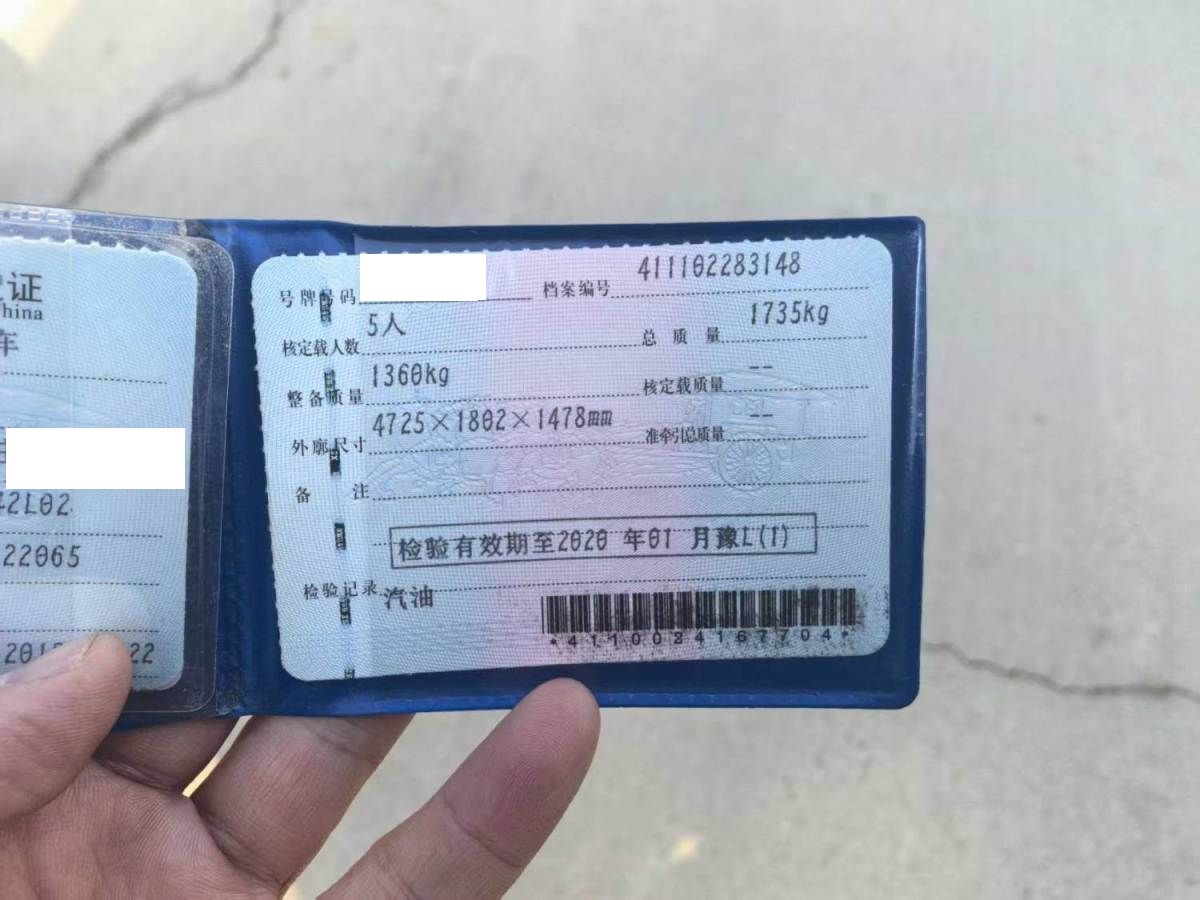 证
China
车
42L02
22065
22
号牌号码
档案编号 411102283148
核定载人数 5人
总质量 1735kg
整备质量 1360kg
核定载质量 --
外廓尺寸 4725×1802×1478mm
准牵引总质量 --
备注
检验有效期至2020年01月豫L(1)
检验记录 汽油
*4110024167704*